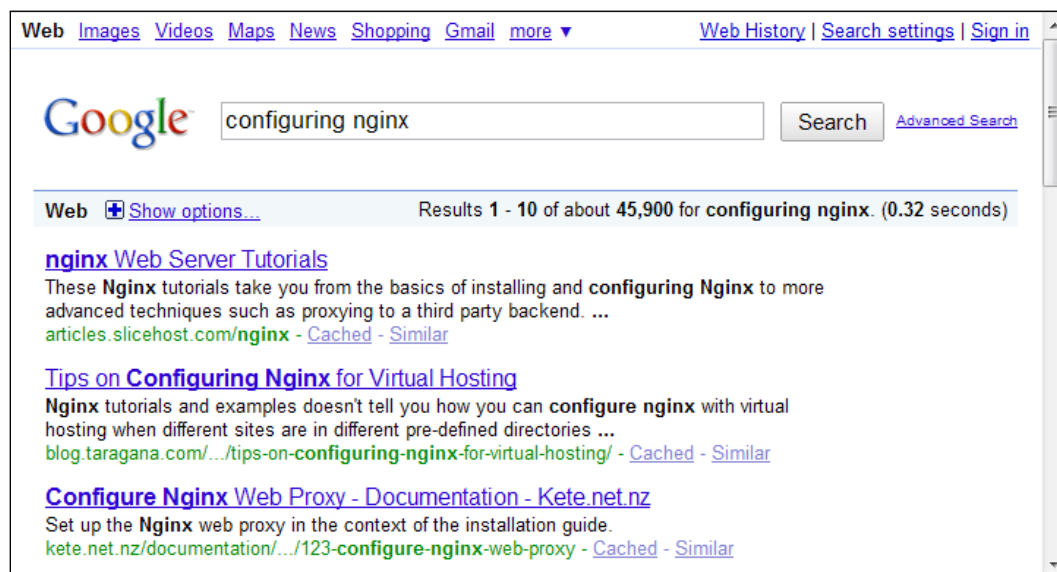 Web Images Videos Maps News Shopping Gmail more ▼ Web History | Search settings | Sign in
Google™ configuring nginx Search Advanced Search
Web Show options... Results 1 - 10 of about 45,900 for configuring nginx. (0.32 seconds)
nginx Web Server Tutorials
These Nginx tutorials take you from the basics of installing and configuring Nginx to more
advanced techniques such as proxying to a third party backend. ...
articles.slicehost.com/nginx - Cached - Similar
Tips on Configuring Nginx for Virtual Hosting
Nginx tutorials and examples doesn't tell you how you can configure nginx with virtual
hosting when different sites are in different pre-defined directories ...
blog.taragana.com/.../tips-on-configuring-nginx-for-virtual-hosting/ - Cached - Similar
Configure Nginx Web Proxy - Documentation - Kete.net.nz
Set up the Nginx web proxy in the context of the installation guide.
kete.net.nz/documentation/.../123-configure-nginx-web-proxy - Cached - Similar